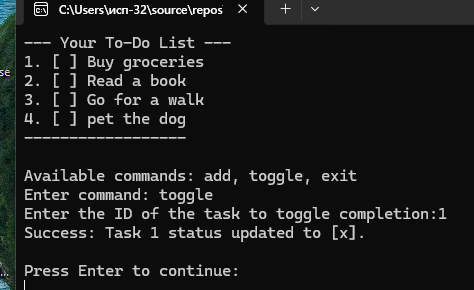 C:\Users\исп-32\source\repos
--- Your To-Do List ---
1. [ ] Buy groceries
2. [ ] Read a book
3. [ ] Go for a walk
4. [ ] pet the dog
------------------
Available commands: add, toggle, exit
Enter command: toggle
Enter the ID of the task to toggle completion:1
Success: Task 1 status updated to [x].
Press Enter to continue: